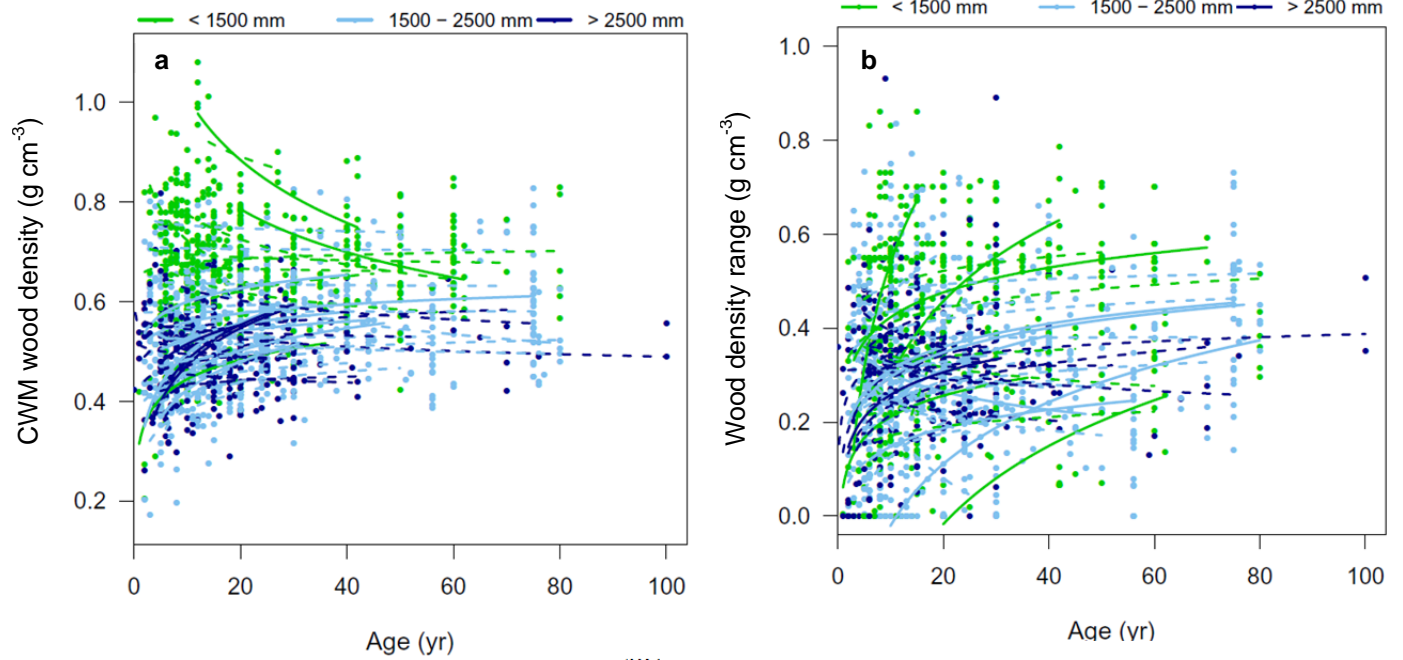 < 1500 mm 1500 − 2500 mm > 2500 mm
a
CWM wood density (g cm-3)
1.0
0.8
0.6
0.4
0.2
0 20 40 60 80 100
Age (yr)
< 1500 mm 1500 − 2500 mm > 2500 mm
b
Wood density range (g cm-3)
1.0
0.8
0.6
0.4
0.2
0.0
0 20 40 60 80 100
Age (yr)